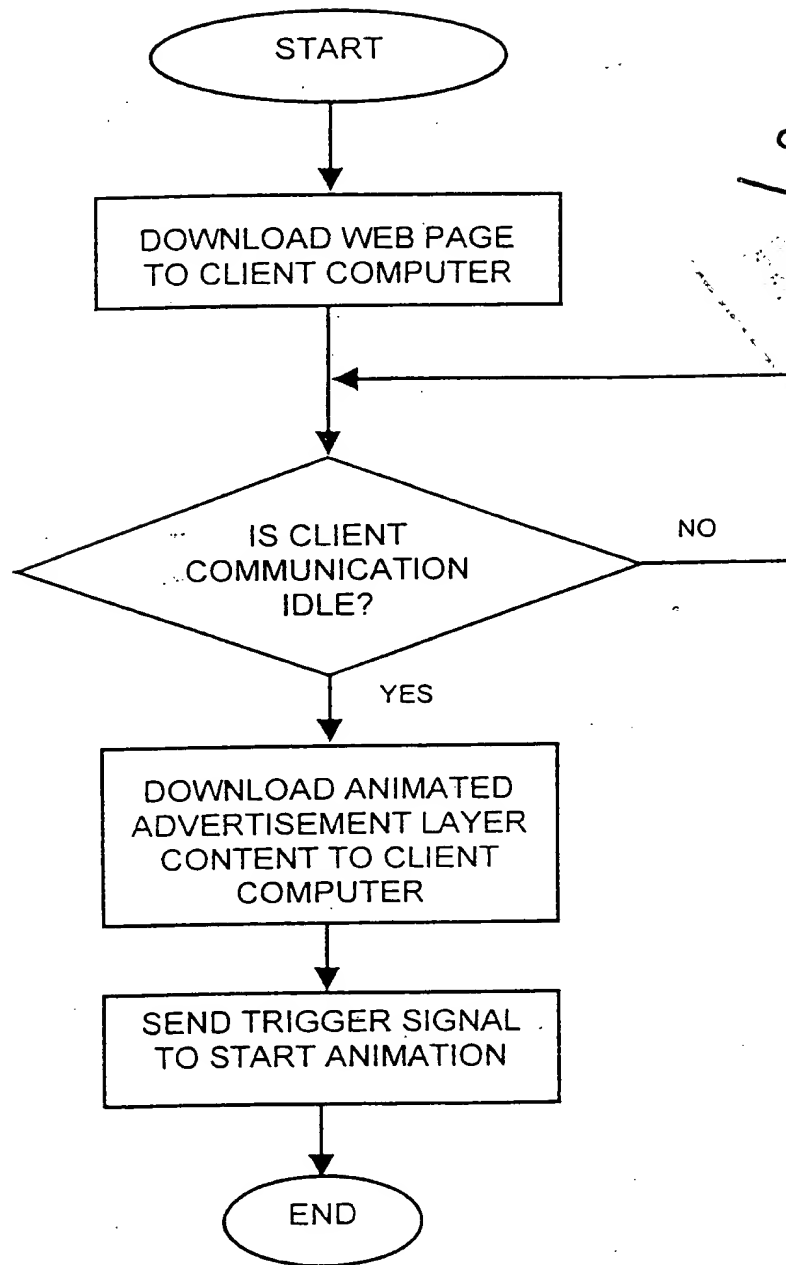 START
DOWNLOAD WEB PAGE
TO CLIENT COMPUTER
IS CLIENT
COMMUNICATION
IDLE?
NO
YES
DOWNLOAD ANIMATED
ADVERTISEMENT LAYER
CONTENT TO CLIENT
COMPUTER
SEND TRIGGER SIGNAL
TO START ANIMATION
END